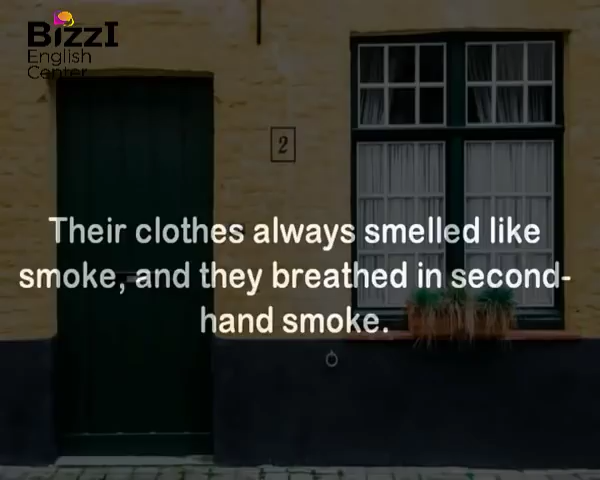 BizzI
English
Center
2
Their clothes always smelled like
smoke, and they breathed in second-
hand smoke.